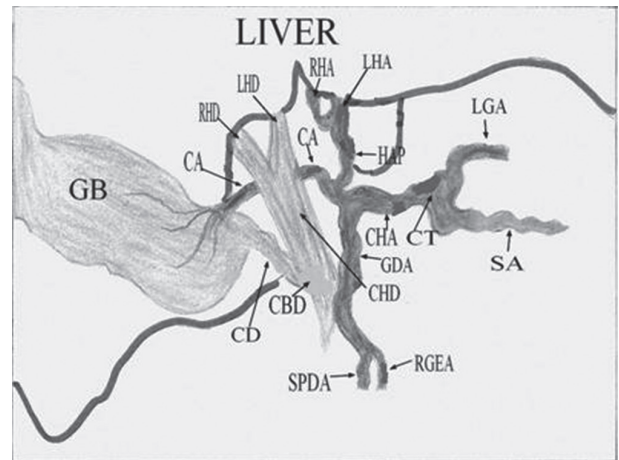 LIVER
RHA
LHA
LHD
RHD
LGA
CA
CA
HAP
GB
CHA
CT
SA
GDA
CHD
CBD
CD
SPDA
RGEA